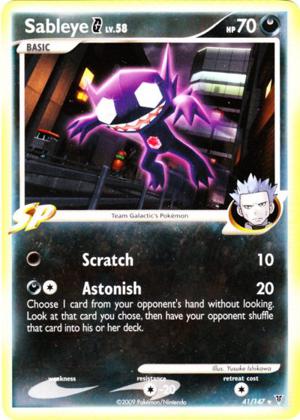 Sableye G LV.58 HP 70
BASIC
SP
Team Galactic's Pokémon
Scratch 10
Astonish 20
Choose 1 card from your opponent's hand without looking.
Look at that card you chose, then have your opponent shuffle
that card into his or her deck.
Illus. Yusuke Ishikawa
weakness resistance retreat cost
-20
©2009 Pokémon/Nintendo 41/147